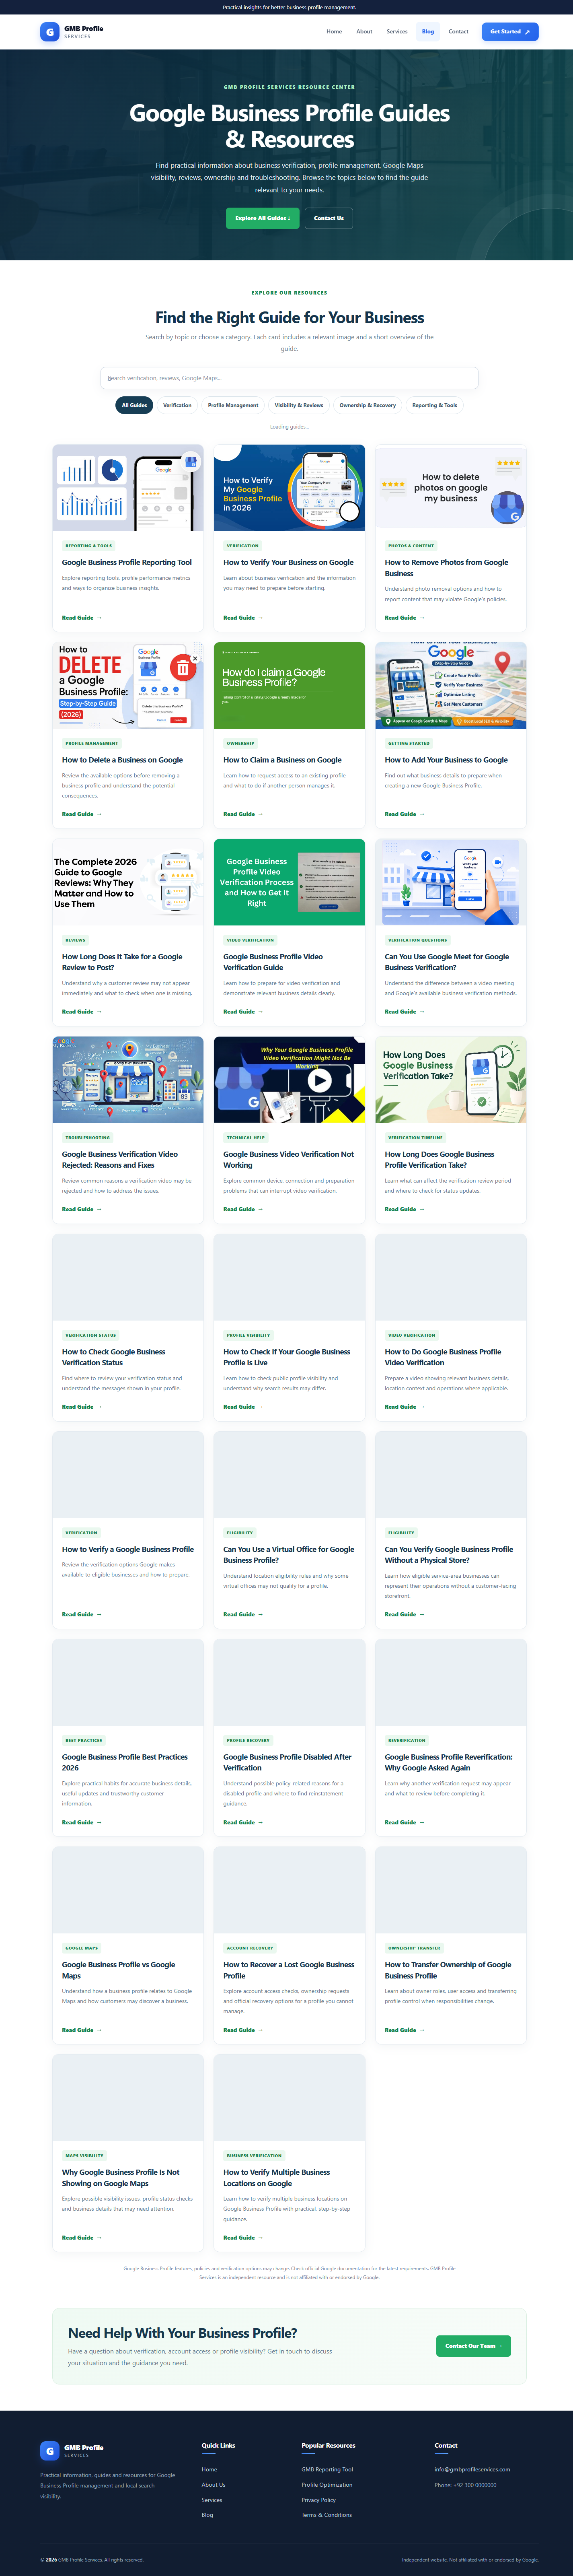 Practical insights for better business profile management.
G
GMB Profile
SERVICES
Home
About
Services
Blog
Contact
Get Started ↗
GMB PROFILE SERVICES RESOURCE CENTER
Google Business Profile Guides
& Resources
Find practical information about business verification, profile management, Google Maps
visibility, reviews, ownership and troubleshooting. Browse the topics below to find the guide
relevant to your needs.
Explore All Guides ↓
Contact Us
EXPLORE OUR RESOURCES
Find the Right Guide for Your Business
Search by topic or choose a category. Each card includes a relevant image and a short overview of the
guide.
Search verification, reviews, Google Maps...
All Guides
Verification
Profile Management
Visibility & Reviews
Ownership & Recovery
Reporting & Tools
Loading guides...
REPORTING & TOOLS
Google Business Profile Reporting Tool
Explore reporting tools, profile performance metrics
and ways to organize business insights.
Read Guide →
How to Verify
My Google
Business Profile
in 2026
VERIFICATION
How to Verify Your Business on Google
Learn about business verification and the information
you may need to prepare before starting.
Read Guide →
How to delete
photos on google
my business
PHOTOS & CONTENT
How to Remove Photos from Google
Business
Understand photo removal options and how to
report content that may violate Google's policies.
Read Guide →
How to
DELETE
a Google
Business Profile:
Step-by-Step Guide
(2026)
Google
PROFILE MANAGEMENT
How to Delete a Business on Google
Review the available options before removing a
business profile and understand the potential
consequences.
Read Guide →
How do I claim a Google
Business Profile?
Taking control of a listing Google already made for
you.
OWNERSHIP
How to Claim a Business on Google
Learn how to request access to an existing profile
and what to do if another person manages it.
Read Guide →
How to Add Your Business to
Google
(Step-by-Step Guide)
Create Your Profile
Verify Your Business
Optimize Listing
Get More Customers
Appear on Google Search & Maps
Boost Local SEO & Visibility
GETTING STARTED
How to Add Your Business to Google
Find out what business details to prepare when
creating a new Google Business Profile.
Read Guide →
The Complete 2026
Guide to Google
Reviews: Why They
Matter and How to
Use Them
REVIEWS
How Long Does It Take for a Google
Review to Post?
Understand why a customer review may not appear
immediately and what to check when one is missing.
Read Guide →
Google Business
Profile Video
Verification Process
and How to Get It
Right
VIDEO VERIFICATION
Google Business Profile Video
Verification Guide
Learn how to prepare for video verification and
demonstrate relevant business details clearly.
Read Guide →
VERIFICATION QUESTIONS
Can You Use Google Meet for Google
Business Verification?
Understand the difference between a video meeting
and Google's available business verification methods.
Read Guide →
TROUBLESHOOTING
Google Business Verification Video
Rejected: Reasons and Fixes
Review common reasons a verification video may be
rejected and how to address the issues.
Read Guide →
Why Your Google Business Profile
Video Verification Might Not Be
Working
TECHNICAL HELP
Google Business Video Verification Not
Working
Explore common device, connection and preparation
problems that can interrupt video verification.
Read Guide →
How Long Does
Google Business
Verification Take?
VERIFICATION TIMELINE
How Long Does Google Business
Profile Verification Take?
Learn what can affect the verification review period
and where to check for status updates.
Read Guide →
VERIFICATION STATUS
How to Check Google Business
Verification Status
Find where to review your verification status and
understand the messages shown in your profile.
Read Guide →
PROFILE VISIBILITY
How to Check If Your Google Business
Profile Is Live
Learn how to check public profile visibility and
understand why search results may differ.
Read Guide →
VIDEO VERIFICATION
How to Do Google Business Profile
Video Verification
Prepare a video showing relevant business details,
location context and operations where applicable.
Read Guide →
VERIFICATION
How to Verify a Google Business Profile
Review the verification options Google makes
available to eligible businesses and how to prepare.
Read Guide →
ELIGIBILITY
Can You Use a Virtual Office for Google
Business Profile?
Understand location eligibility rules and why some
virtual offices may not qualify for a profile.
Read Guide →
ELIGIBILITY
Can You Verify Google Business Profile
Without a Physical Store?
Learn how eligible service-area businesses can
represent their operations without a customer-facing
storefront.
Read Guide →
BEST PRACTICES
Google Business Profile Best Practices
2026
Explore practical habits for accurate business details,
useful updates and trustworthy customer
information.
Read Guide →
PROFILE RECOVERY
Google Business Profile Disabled After
Verification
Understand possible policy-related reasons for a
disabled profile and where to find reinstatement
guidance.
Read Guide →
REVERIFICATION
Google Business Profile Reverification:
Why Google Asked Again
Learn why another verification request may appear
and what to review before completing it.
Read Guide →
GOOGLE MAPS
Google Business Profile vs Google
Maps
Understand how a business profile relates to Google
Maps and how customers may discover a business.
Read Guide →
ACCOUNT RECOVERY
How to Recover a Lost Google Business
Profile
Explore account access checks, ownership requests
and official recovery options for a profile you cannot
manage.
Read Guide →
OWNERSHIP TRANSFER
How to Transfer Ownership of Google
Business Profile
Learn about owner roles, user access and transferring
profile control when responsibilities change.
Read Guide →
MAPS VISIBILITY
Why Google Business Profile Is Not
Showing on Google Maps
Explore possible visibility issues, profile status checks
and business details that may need attention.
Read Guide →
BUSINESS VERIFICATION
How to Verify Multiple Business
Locations on Google
Learn how to verify multiple business locations on
Google Business Profile with practical, step-by-step
guidance.
Read Guide →
Google Business Profile features, policies and verification options may change. Check official Google documentation for the latest requirements. GMB Profile
Services is an independent resource and is not affiliated with or endorsed by Google.
Need Help With Your Business Profile?
Have a question about verification, account access or profile visibility? Get in touch to discuss
your situation and the guidance you need.
Contact Our Team →
G
GMB Profile
SERVICES
Practical information, guides and resources for Google
Business Profile management and local search
visibility.
Quick Links
Home
About Us
Services
Blog
Popular Resources
GMB Reporting Tool
Profile Optimization
Privacy Policy
Terms & Conditions
Contact
info@gmbprofileservices.com
Phone: +92 300 0000000
© 2026 GMB Profile Services. All rights reserved.
Independent website. Not affiliated with or endorsed by Google.